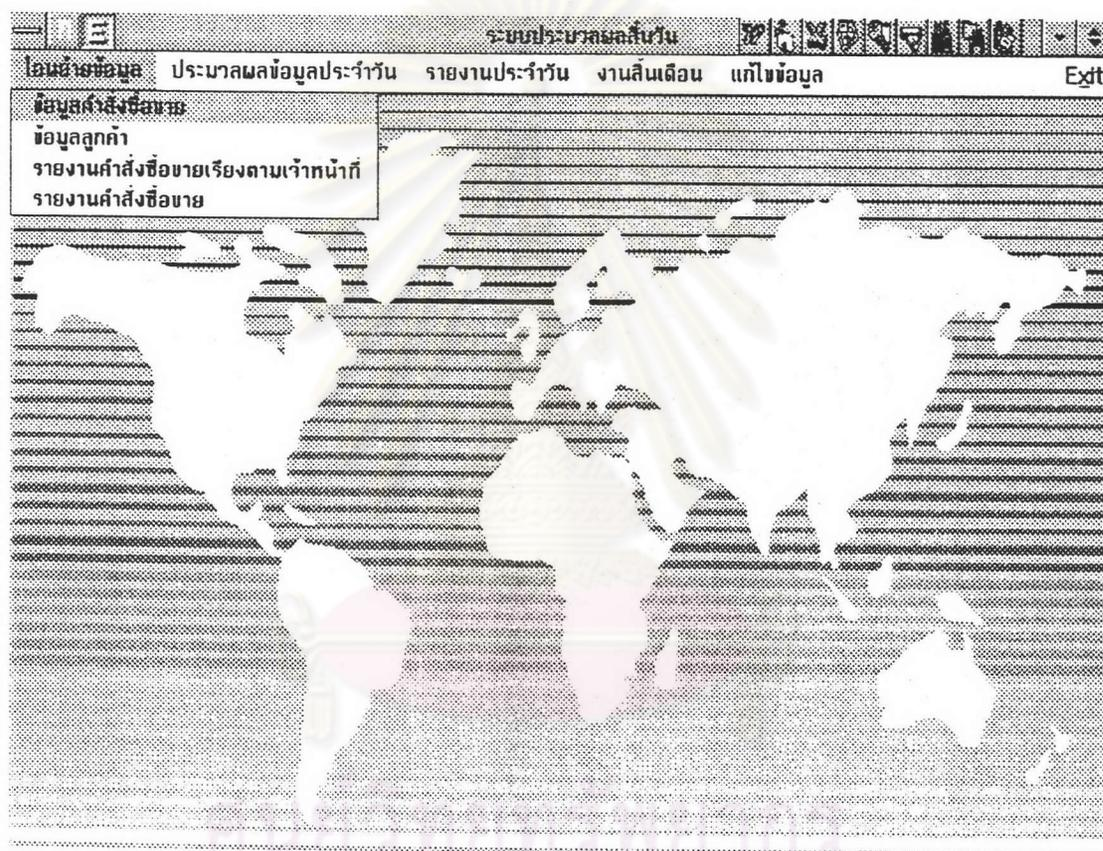 ระบบประมวลผลสิ้นวัน
โอนย้ายข้อมูล ประมวลผลข้อมูลประจำวัน รายงานประจำวัน งานสิ้นเดือน แก้ไขข้อมูล Exit
ข้อมูลคำสั่งซื้อขาย
ข้อมูลลูกค้า
รายงานคำสั่งซื้อขายเรียงตามเจ้าหน้าที่
รายงานคำสั่งซื้อขาย